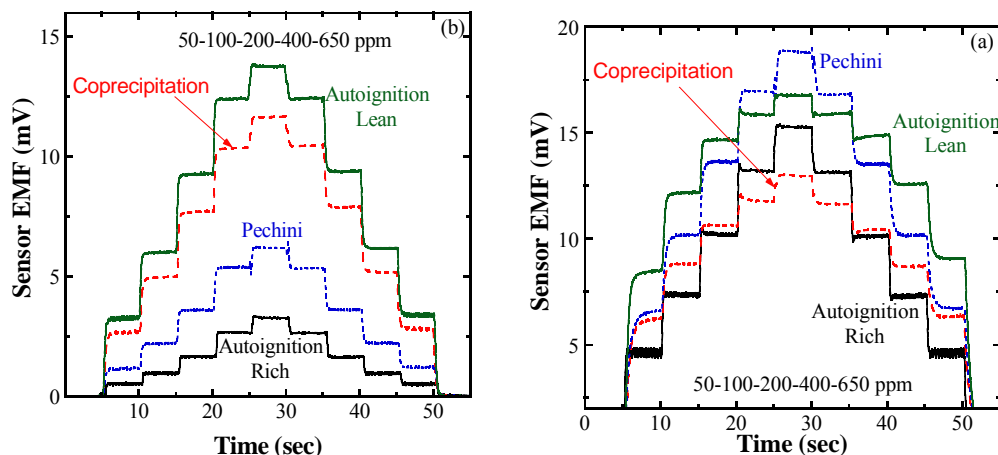 15
10
5
0
Sensor EMF (mV)
(b)
50-100-200-400-650 ppm
Coprecipitation
Autoignition
Lean
Pechini
Autoignition
Rich
10
20
30
40
50
Time (sec)
20
15
10
5
Sensor EMF (mV)
(a)
Pechini
Coprecipitation
Autoignition
Lean
Autoignition
Rich
50-100-200-400-650 ppm
0
10
20
30
40
50
Time (sec)